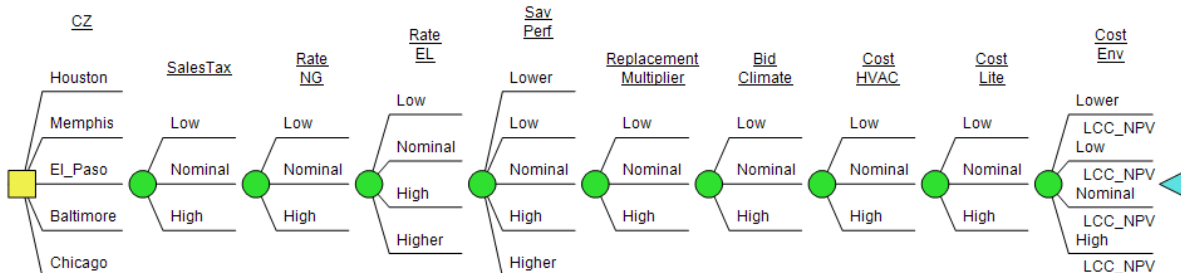 CZ
Houston
Memphis
El_Paso
Baltimore
Chicago
SalesTax
Low
Nominal
High
Rate
NG
Low
Nominal
High
Rate
EL
Low
Nominal
High
Higher
Sav
Perf
Lower
Low
Nominal
High
Higher
Replacement
Multiplier
Low
Nominal
High
Bid
Climate
Low
Nominal
High
Cost
HVAC
Low
Nominal
High
Cost
Lite
Low
Nominal
High
Cost
Env
Lower
LCC_NPV
Low
LCC_NPV
Nominal
LCC_NPV
High
LCC_NPV